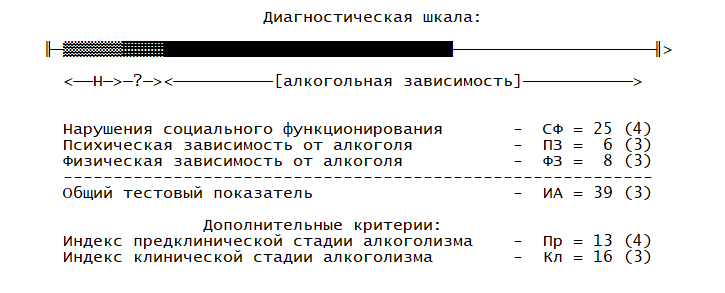 Диагностическая шкала:
<——Н—>—?—><——————————[алкогольная зависимость]———————————>
Нарушения социального функционирования - СФ = 25 (4)
Психическая зависимость от алкоголя - ПЗ = 6 (3)
Физическая зависимость от алкоголя - ФЗ = 8 (3)
------------------------------------------------------------
Общий тестовый показатель - ИА = 39 (3)
Дополнительные критерии:
Индекс предклинической стадии алкоголизма - Пр = 13 (4)
Индекс клинической стадии алкоголизма - Кл = 16 (3)